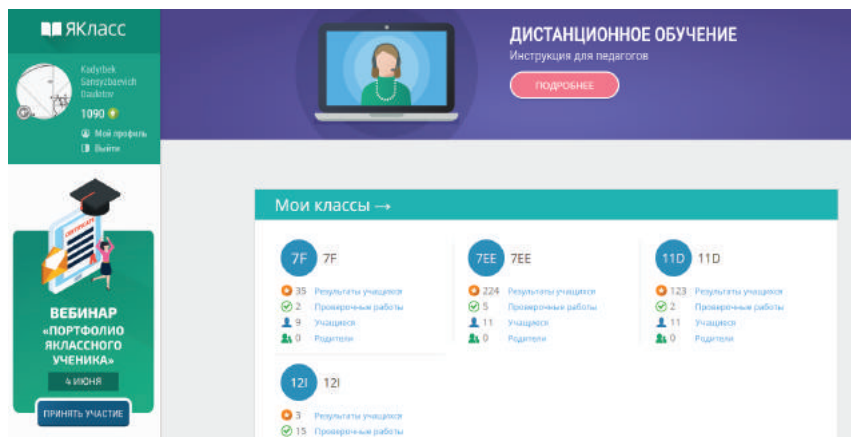 ЯКласс
Kadyrbek
Sansyzbaevich
1090
Мой профиль
Выйти
CERTIFICATE
ВЕБИНАР
«ПОРТФОЛИО
ЯКЛАССНОГО
УЧЕНИКА»
4 ИЮНЯ
ПРИНЯТЬ УЧАСТИЕ
ДИСТАНЦИОННОЕ ОБУЧЕНИЕ
Инструкция для педагогов
ПОДРОБНЕЕ
Мои классы →
7F 7F
35 Результаты учащихся
2 Проверочные работы
9 Учащиеся
0 Родители
7EE 7EE
224 Результаты учащихся
5 Проверочные работы
11 Учащиеся
0 Родители
11D 11D
123 Результаты учащихся
2 Проверочные работы
11 Учащиеся
0 Родители
12I 12I
3 Результаты учащихся
15 Проверочные работы